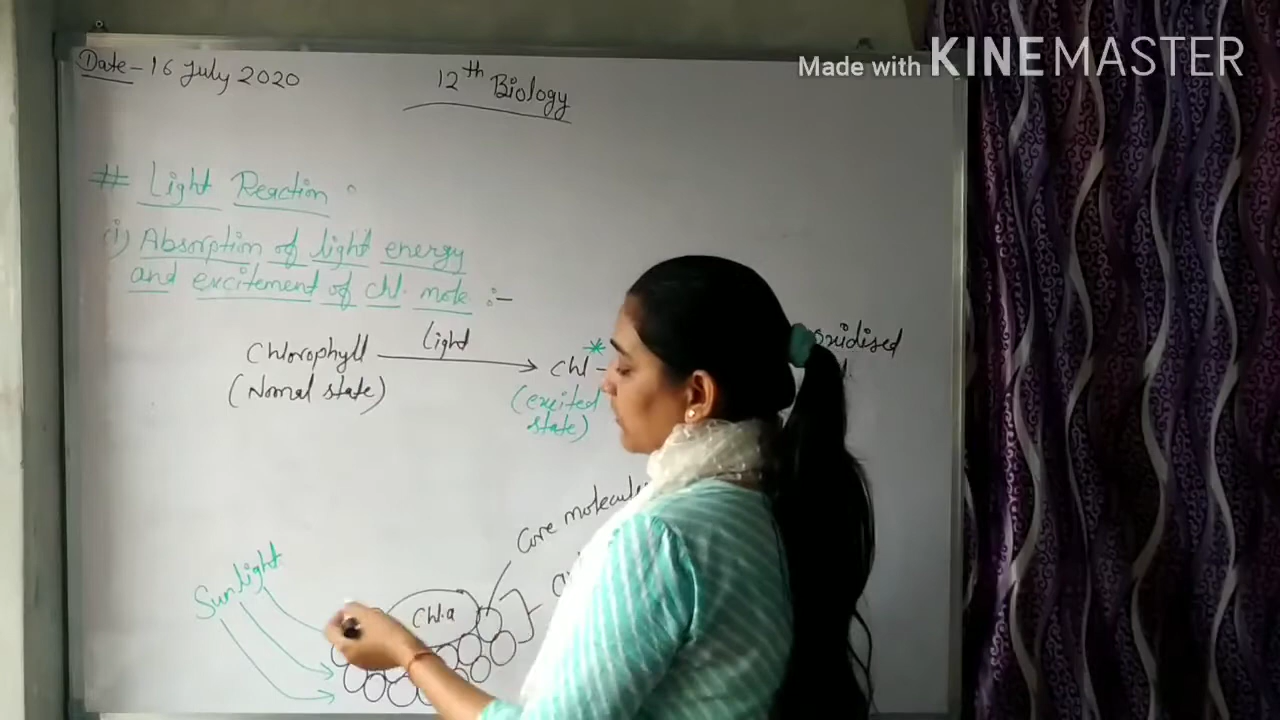 Made with KINEMASTER
Date - 16 July 2020
12th Biology
# Light Reaction :
(i) Absorption of light energy
and excitement of chl. mole :-
Chlorophyll
Light
chl *
oxidised
(Normal state)
(excited
state)
Core molecule
Sunlight
Chl.a